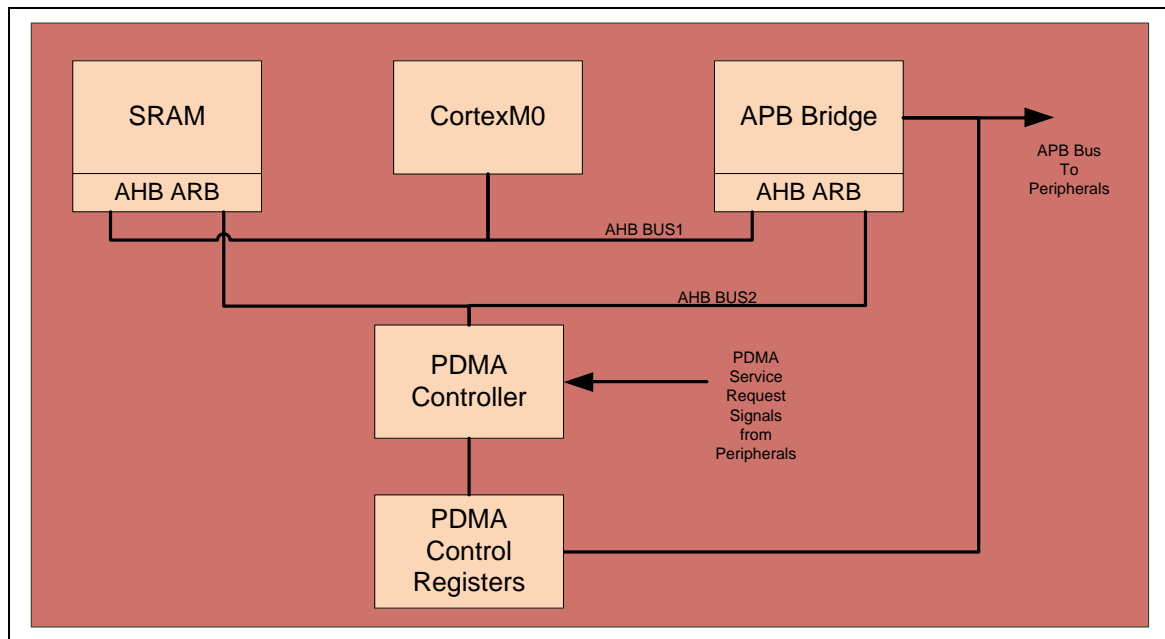 SRAM
AHB ARB
CortexM0
APB Bridge
AHB ARB
APB Bus
To
Peripherals
AHB BUS1
AHB BUS2
PDMA
Controller
PDMA
Service
Request
Signals
from
Peripherals
PDMA
Control
Registers